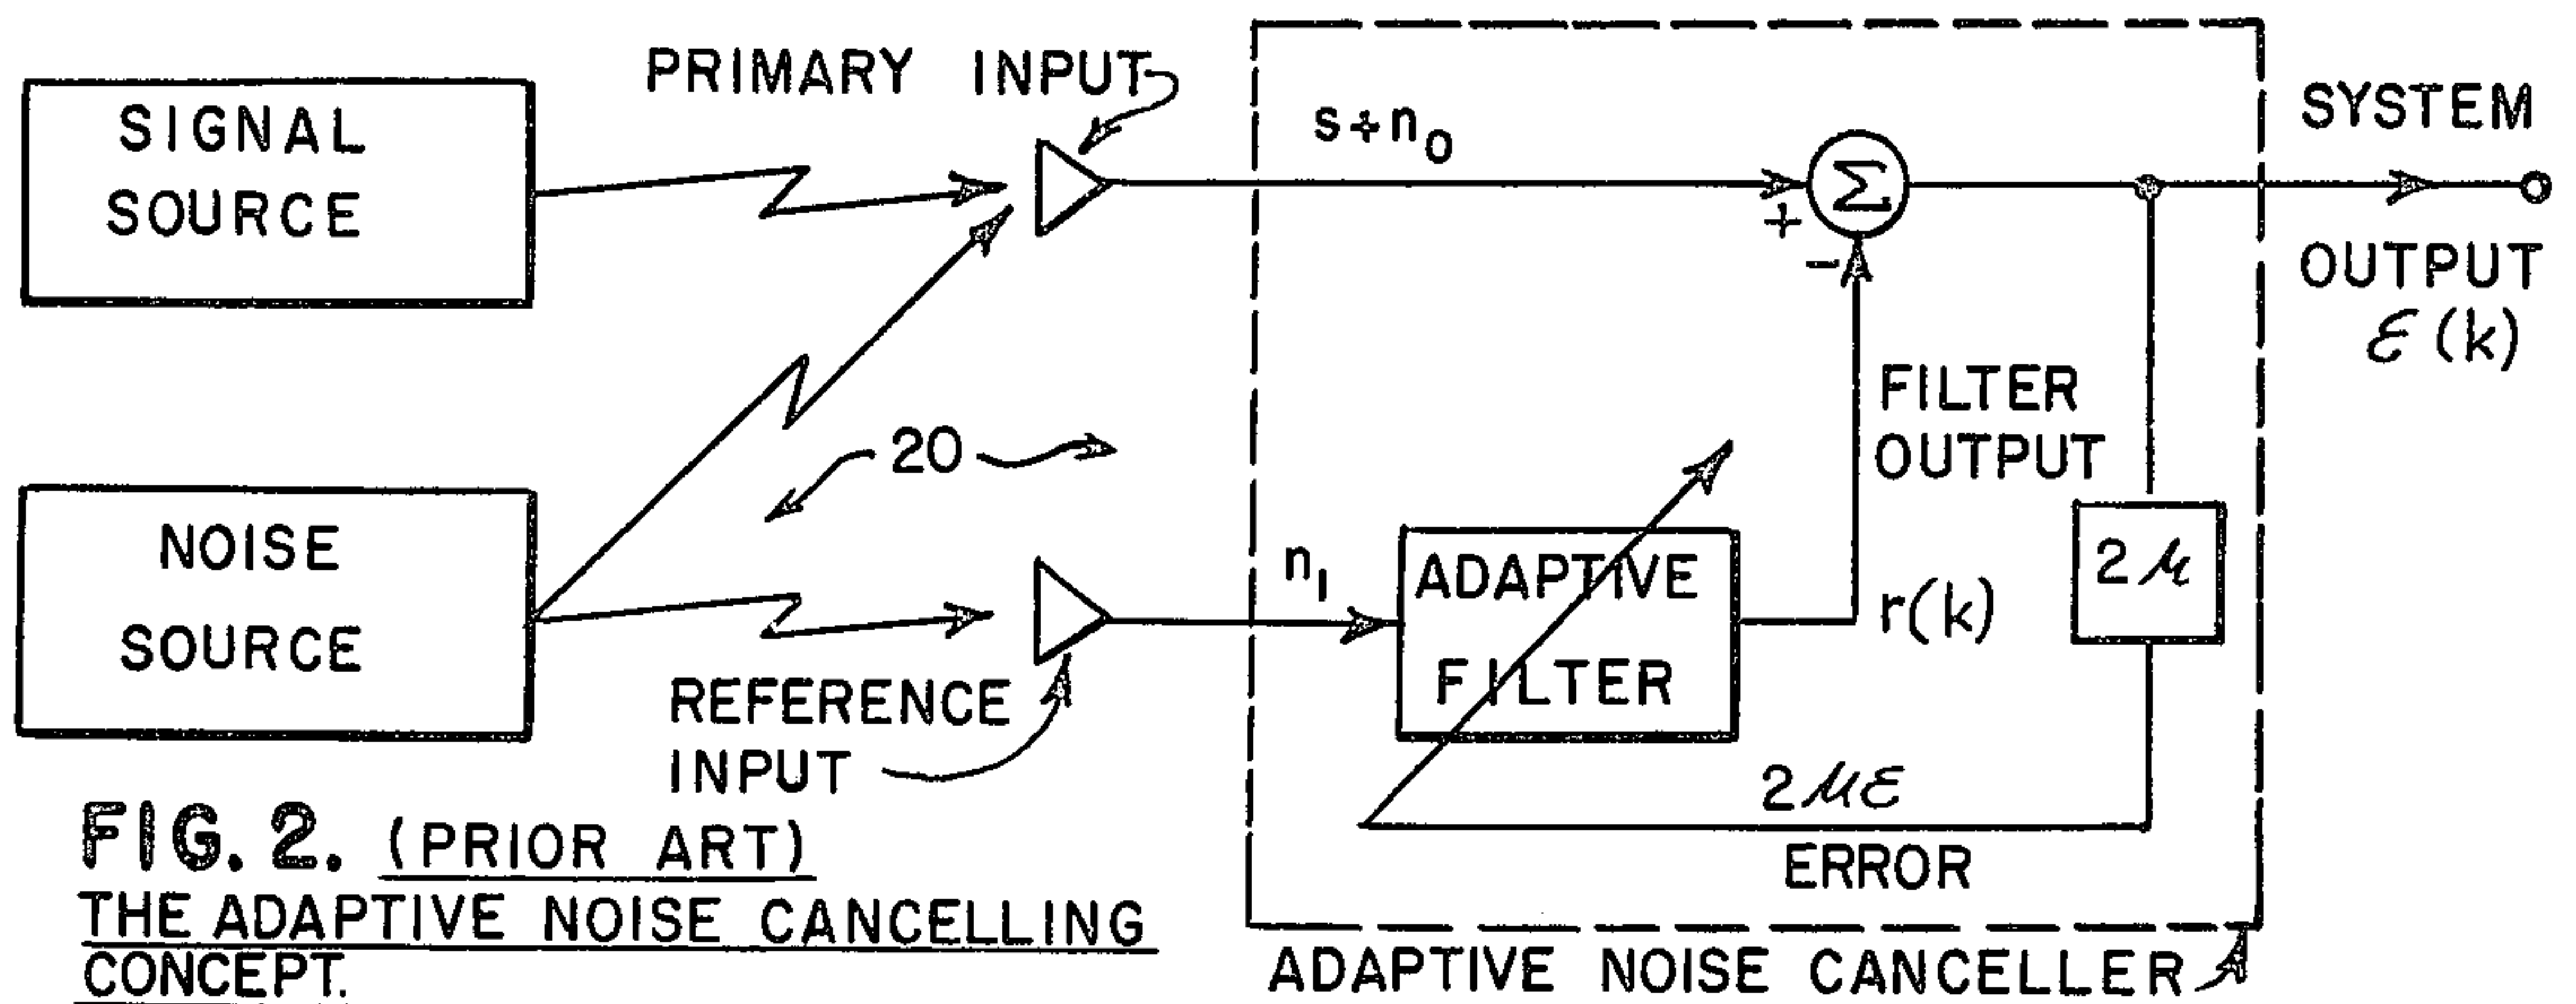 SIGNAL
SOURCE
PRIMARY INPUT
s+n₀
+
Σ
-
SYSTEM
OUTPUT
ℰ(k)
FILTER
OUTPUT
20
NOISE
SOURCE
n₁
ADAPTIVE
FILTER
r(k)
2μ
REFERENCE
INPUT
2με
ERROR
FIG. 2. (PRIOR ART)
THE ADAPTIVE NOISE CANCELLING
CONCEPT.
ADAPTIVE NOISE CANCELLER